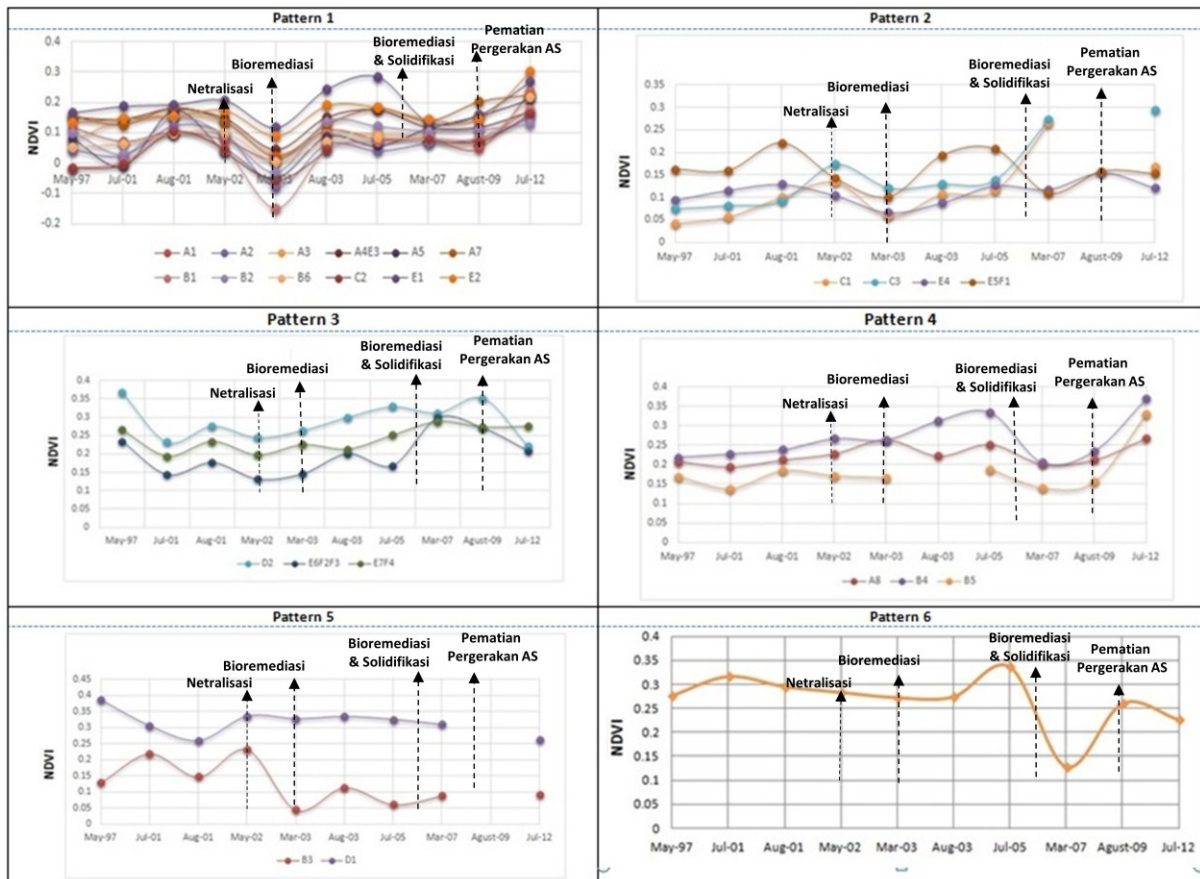 Pattern 1
0.4
0.3
0.2
0.1
0
-0.1
-0.2
NDVI
Netralisasi
Bioremediasi
Bioremediasi
& Solidifikasi
Pematian
Pergerakan AS
May-97 Jul-01 Aug-01 May-02 Aug-03 Jul-05 Mar-07 Agust-09 Jul-12
A1 A2 A3 A4E3 A5 A7
B1 B2 B6 C2 E1 E2
Pattern 2
0.35
0.3
0.25
0.2
0.15
0.1
0.05
0
NDVI
Netralisasi
Bioremediasi
Bioremediasi
& Solidifikasi
Pematian
Pergerakan AS
May-97 Jul-01 Aug-01 May-02 Mar-03 Aug-03 Jul-05 Mar-07 Agust-09 Jul-12
C1 C3 E4 E5F1
Pattern 3
0.4
0.35
0.3
0.25
0.2
0.15
0.1
0.05
0
NDVI
Netralisasi
Bioremediasi
Bioremediasi
& Solidifikasi
Pematian
Pergerakan AS
May-97 Jul-01 Aug-01 May-02 Mar-03 Aug-03 Jul-05 Mar-07 Agust-09 Jul-12
D2 E6F2F3 E7F4
Pattern 4
0.4
0.35
0.3
0.25
0.2
0.15
0.1
0.05
0
NDVI
Netralisasi
Bioremediasi
Bioremediasi
& Solidifikasi
Pematian
Pergerakan AS
May-97 Jul-01 Aug-01 May-02 Mar-03 Aug-03 Jul-05 Mar-07 Agust-09 Jul-12
A8 B4 B5
Pattern 5
0.45
0.4
0.35
0.3
0.25
0.2
0.15
0.1
0.05
0
NDVI
Netralisasi
Bioremediasi
Bioremediasi
& Solidifikasi
Pematian
Pergerakan AS
May-97 Jul-01 Aug-01 May-02 Mar-03 Aug-03 Jul-05 Mar-07 Agust-09 Jul-12
B3 D1
Pattern 6
0.4
0.35
0.3
0.25
0.2
0.15
0.1
0.05
0
NDVI
Netralisasi
Bioremediasi
Bioremediasi
& Solidifikasi
Pematian
Pergerakan AS
May-97 Jul-01 Aug-01 May-02 Mar-03 Aug-03 Jul-05 Mar-07 Agust-09 Jul-12